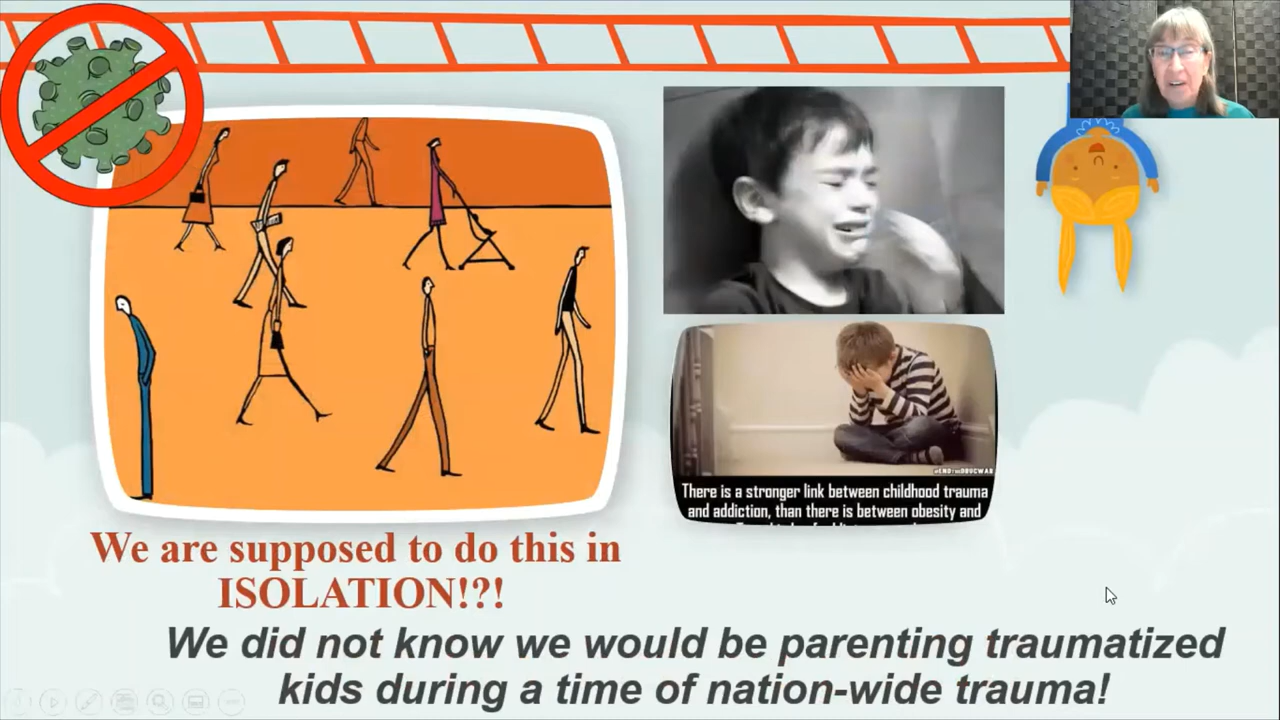 #ENDTHEDRUGWAR
There is a stronger link between childhood trauma
and addiction, than there is between obesity and
We are supposed to do this in
ISOLATION!?!
We did not know we would be parenting traumatized
kids during a time of nation-wide trauma!